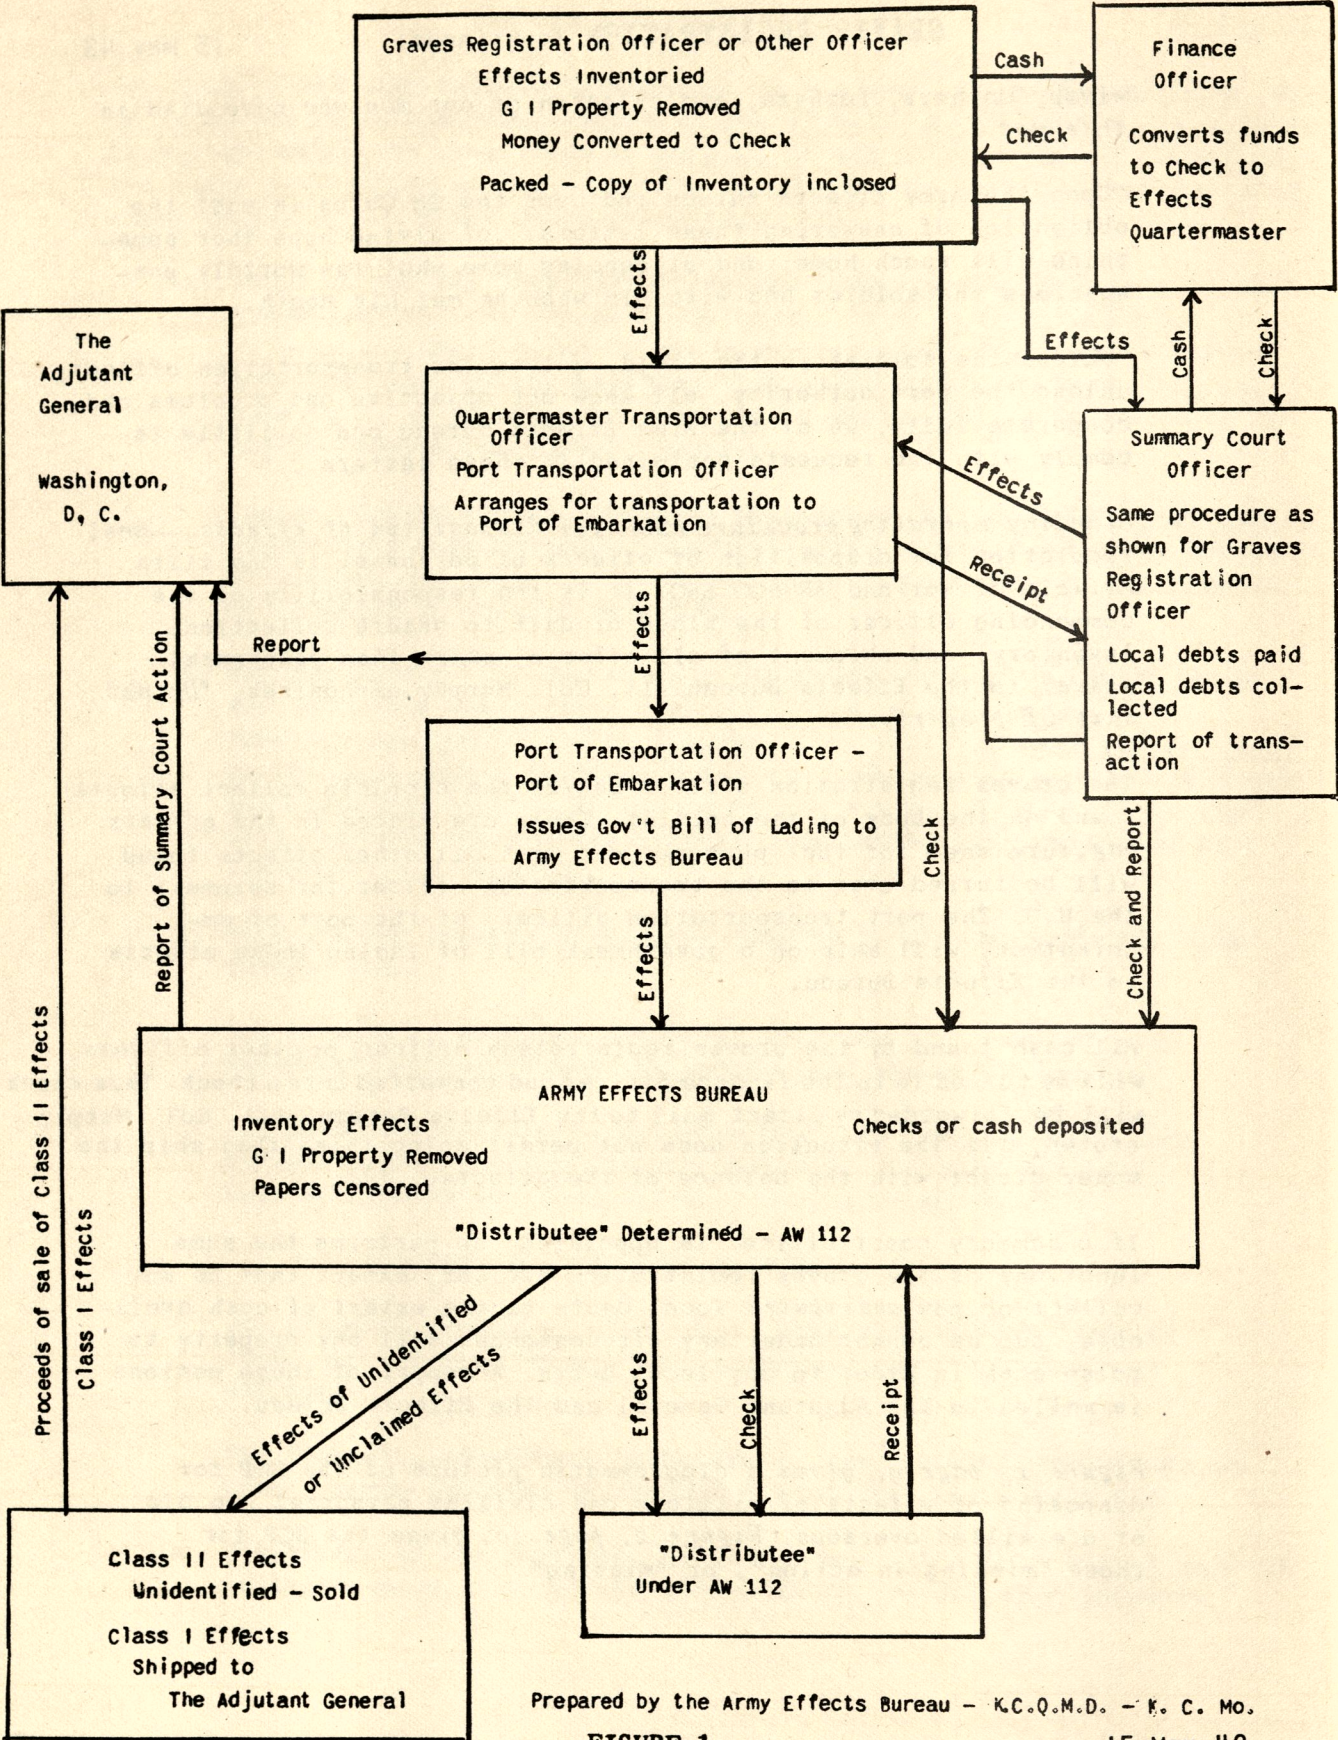 Graves Registration Officer or Other Officer
Effects Inventoried
G I Property Removed
Money Converted to Check
Packed – Copy of Inventory inclosed
Cash
Check
Finance
Officer
Converts funds
to Check to
Effects
Quartermaster
Effects
Effects
Cash
Check
The
Adjutant
General
Washington,
D, C.
Quartermaster Transportation
Officer
Port Transportation Officer
Arranges for transportation to
Port of Embarkation
Effects
Receipt
Summary Court
Officer
Same procedure as
shown for Graves
Registration
Officer
Local debts paid
Local debts col–
lected
Report of trans–
action
Effects
Report
Report of Summary Court Action
Port Transportation Officer –
Port of Embarkation
Issues Gov't Bill of Lading to
Army Effects Bureau
Effects
Check
Check and Report
ARMY EFFECTS BUREAU
Inventory Effects
G I Property Removed
Papers Censored
Checks or cash deposited
"Distributee" Determined – AW 112
Proceeds of sale of Class II Effects
Class I Effects
Effects of Unidentified
or Unclaimed Effects
Effects
Check
Receipt
Class II Effects
Unidentified – Sold
Class I Effects
Shipped to
The Adjutant General
"Distributee"
Under AW 112
Prepared by the Army Effects Bureau – K.C.Q.M.D. – K. C. Mo.
FIGURE 1